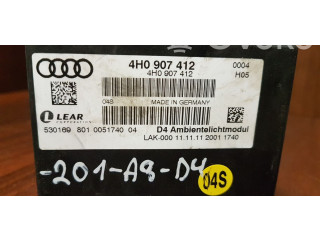 4H0 907 412
0004
4H0 907 412
H05
04S
MADE IN GERMANY
LEAR
CORPORATION
530169 801 0051740 04
D4 Ambientelichtmodul
LAK-000 11.11.11 2001 1740
-201-A8-D4
04S